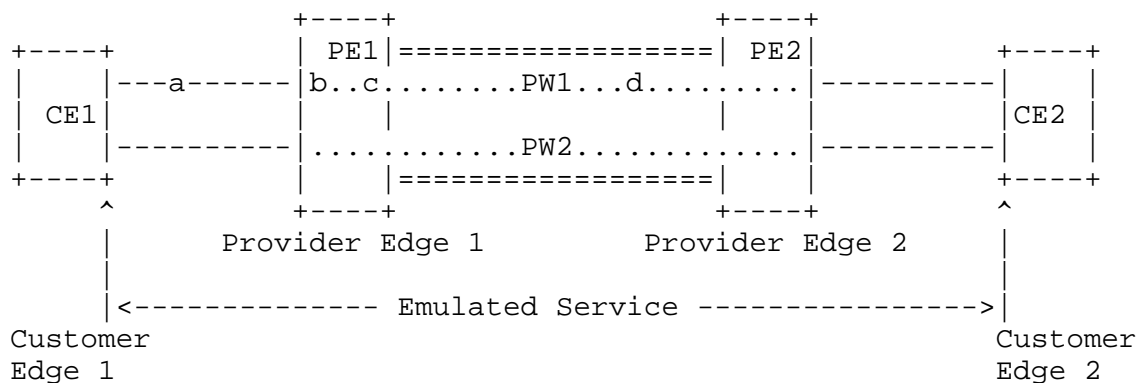 +----+                  +----+
+----+        | PE1|==================| PE2|          +----+
|    |---a------|b..c........PW1...d.........|----------|    |
| CE1|          |    |                  |    |          |CE2 |
|    |----------|............PW2.............|----------|    |
+----+          |    |==================|    |          +----+
     ^          +----+                  +----+          ^
     |      Provider Edge 1         Provider Edge 2     |
     |                                                  |
     |<-------------- Emulated Service ---------------->|
Customer                                                Customer
Edge 1                                                  Edge 2